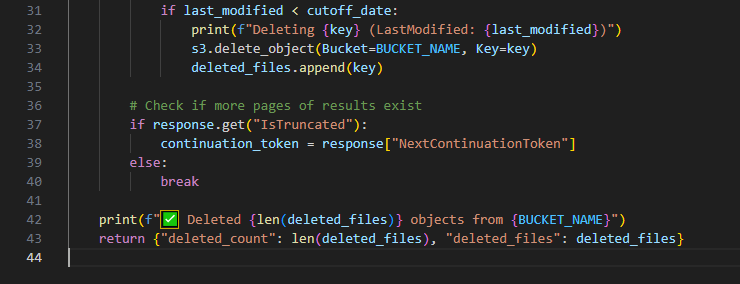 31 if last_modified < cutoff_date:
32 print(f"Deleting {key} (LastModified: {last_modified})")
33 s3.delete_object(Bucket=BUCKET_NAME, Key=key)
34 deleted_files.append(key)
35
36 # Check if more pages of results exist
37 if response.get("IsTruncated"):
38 continuation_token = response["NextContinuationToken"]
39 else:
40 break
41
42 print(f"✅ Deleted {len(deleted_files)} objects from {BUCKET_NAME}")
43 return {"deleted_count": len(deleted_files), "deleted_files": deleted_files}
44